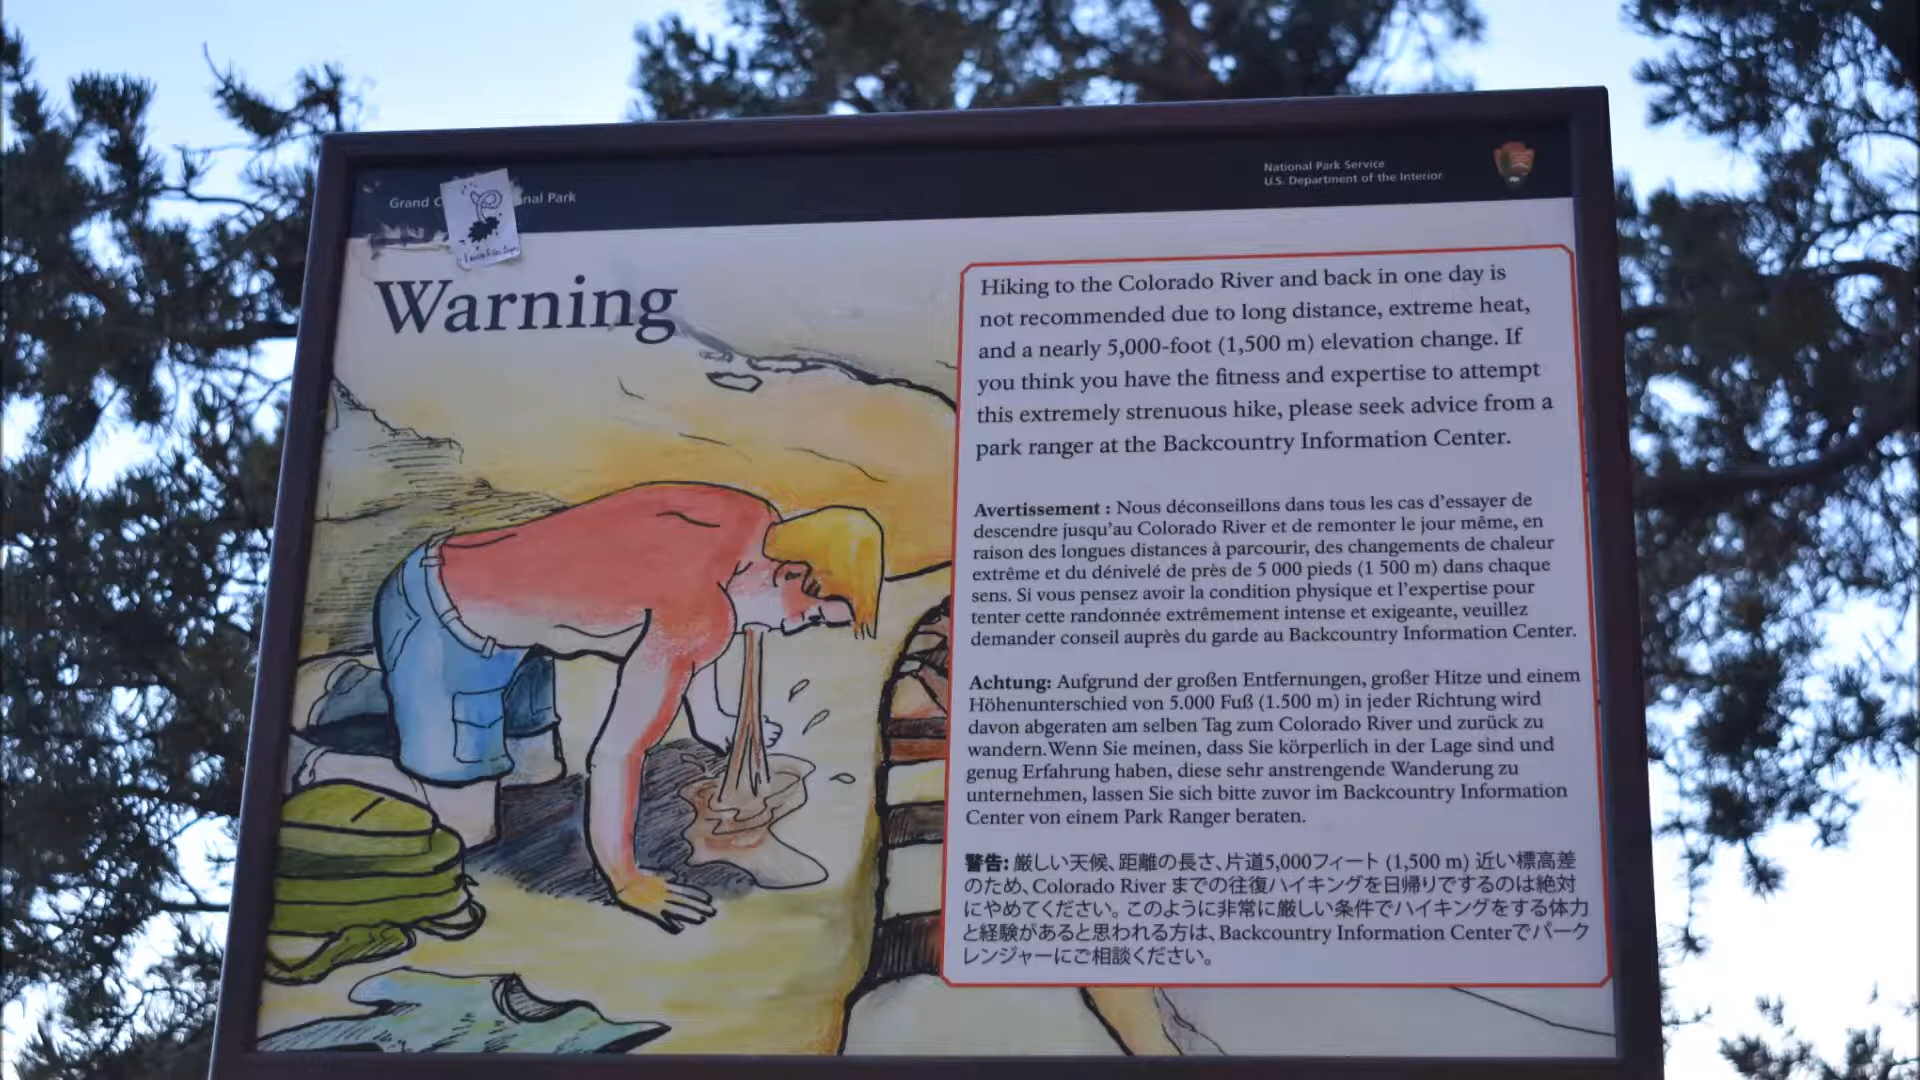 Grand C nal Park
National Park Service
U.S. Department of the Interior
Warning
Hiking to the Colorado River and back in one day is
not recommended due to long distance, extreme heat,
and a nearly 5,000-foot (1,500 m) elevation change. If
you think you have the fitness and expertise to attempt
this extremely strenuous hike, please seek advice from a
park ranger at the Backcountry Information Center.
Avertissement : Nous déconseillons dans tous les cas d'essayer de
descendre jusqu'au Colorado River et de remonter le jour même, en
raison des longues distances à parcourir, des changements de chaleur
extrême et du dénivelé de près de 5 000 pieds (1 500 m) dans chaque
sens. Si vous pensez avoir la condition physique et l'expertise pour
tenter cette randonnée extrêmement intense et exigeante, veuillez
demander conseil auprès du garde au Backcountry Information Center.
Achtung: Aufgrund der großen Entfernungen, großer Hitze und einem
Höhenunterschied von 5.000 Fuß (1.500 m) in jeder Richtung wird
davon abgeraten am selben Tag zum Colorado River und zurück zu
wandern.Wenn Sie meinen, dass Sie körperlich in der Lage sind und
genug Erfahrung haben, diese sehr anstrengende Wanderung zu
unternehmen, lassen Sie sich bitte zuvor im Backcountry Information
Center von einem Park Ranger beraten.
警告: 厳しい天候、距離の長さ、片道5,000フィート (1,500 m) 近い標高差
のため、Colorado River までの往復ハイキングを日帰りでするのは絶対
にやめてください。このように非常に厳しい条件でハイキングをする体力
と経験があると思われる方は、Backcountry Information Centerでパーク
レンジャーにご相談ください。